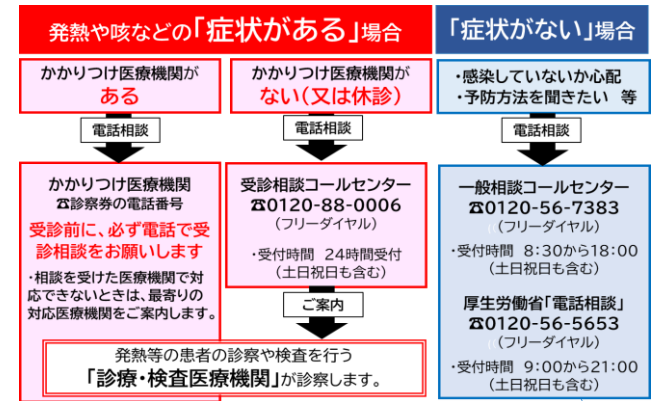 発熱や咳などの「症状がある」場合
「症状がない」場合
かかりつけ医療機関が
ある
かかりつけ医療機関が
ない(又は休診)
・感染していないか心配
・予防方法を聞きたい 等
電話相談
電話相談
電話相談
かかりつけ医療機関
☎診察券の電話番号
受診前に、必ず電話で受
診相談をお願いします
・相談を受けた医療機関で対
応できないときは、最寄りの
対応医療機関をご案内します。
受診相談コールセンター
☎0120-88-0006
(フリーダイヤル)
・受付時間 24時間受付
(土日祝日も含む)
ご案内
発熱等の患者の診察や検査を行う
「診療・検査医療機関」が診察します。
一般相談コールセンター
☎0120-56-7383
(フリーダイヤル)
・受付時間 8:30から18:00
(土日祝日も含む)
厚生労働省「電話相談」
☎0120-56-5653
(フリーダイヤル)
・受付時間 9:00から21:00
(土日祝日も含む)